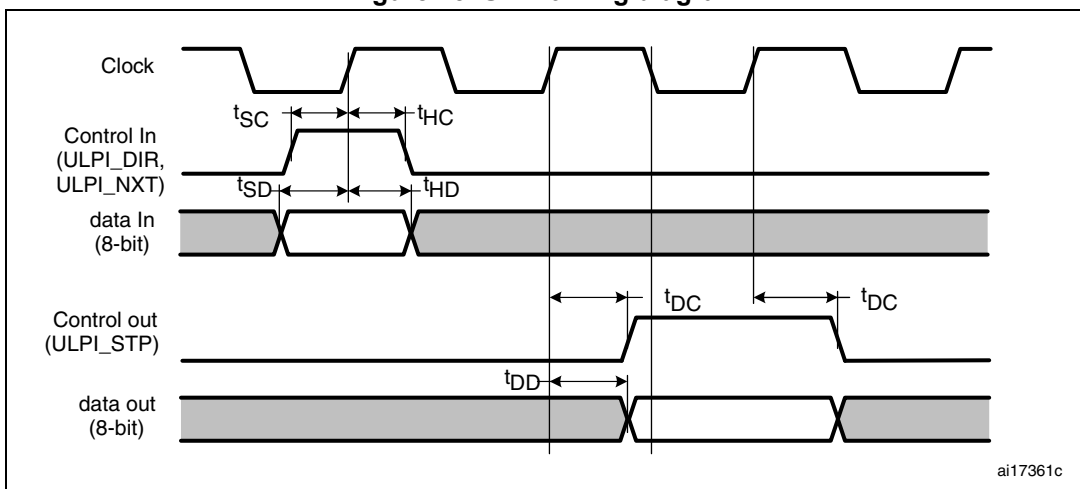 Clock
tSC
tHC
Control In
(ULPI_DIR,
ULPI_NXT)
tSD
tHD
data In
(8-bit)
tDC
tDC
Control out
(ULPI_STP)
tDD
data out
(8-bit)
ai17361c